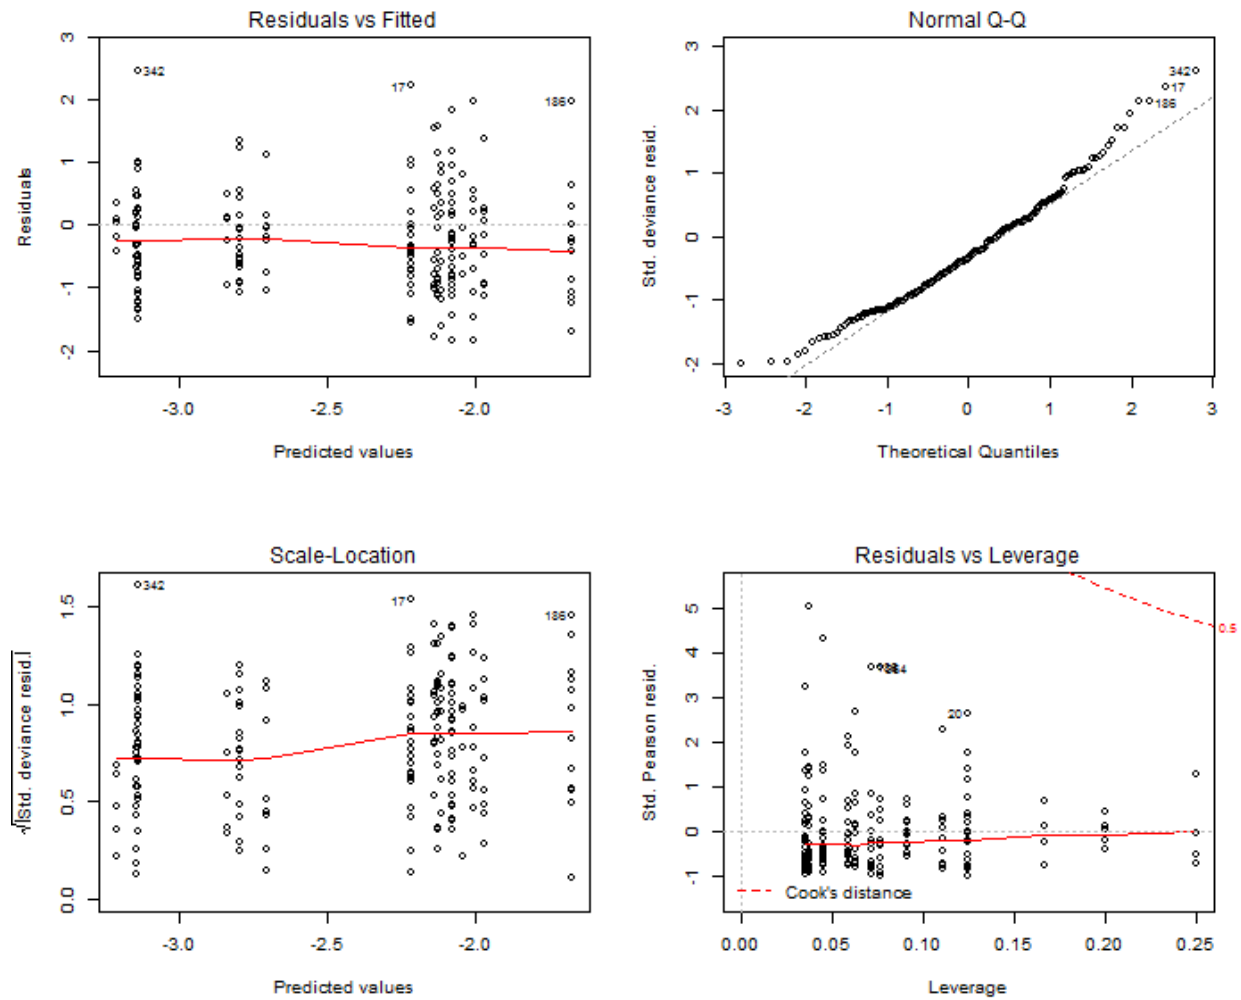 Residuals vs Fitted
3
2
1
0
-1
-2
Residuals
342
17
186
-3.0 -2.5 -2.0
Predicted values
Normal Q-Q
2
1
0
-1
-2
Std. deviance resid.
342
17
186
-3 -2 -1 0 1 2 3
Theoretical Quantiles
Scale-Location
1.5
1.0
0.5
0.0
√|Std. deviance resid.|
342
17
186
-3.0 -2.5 -2.0
Predicted values
Residuals vs Leverage
5
4
3
2
1
0
-1
Std. Pearson resid.
0.5
20
Cook's distance
0.00 0.05 0.10 0.15 0.20 0.25
Leverage